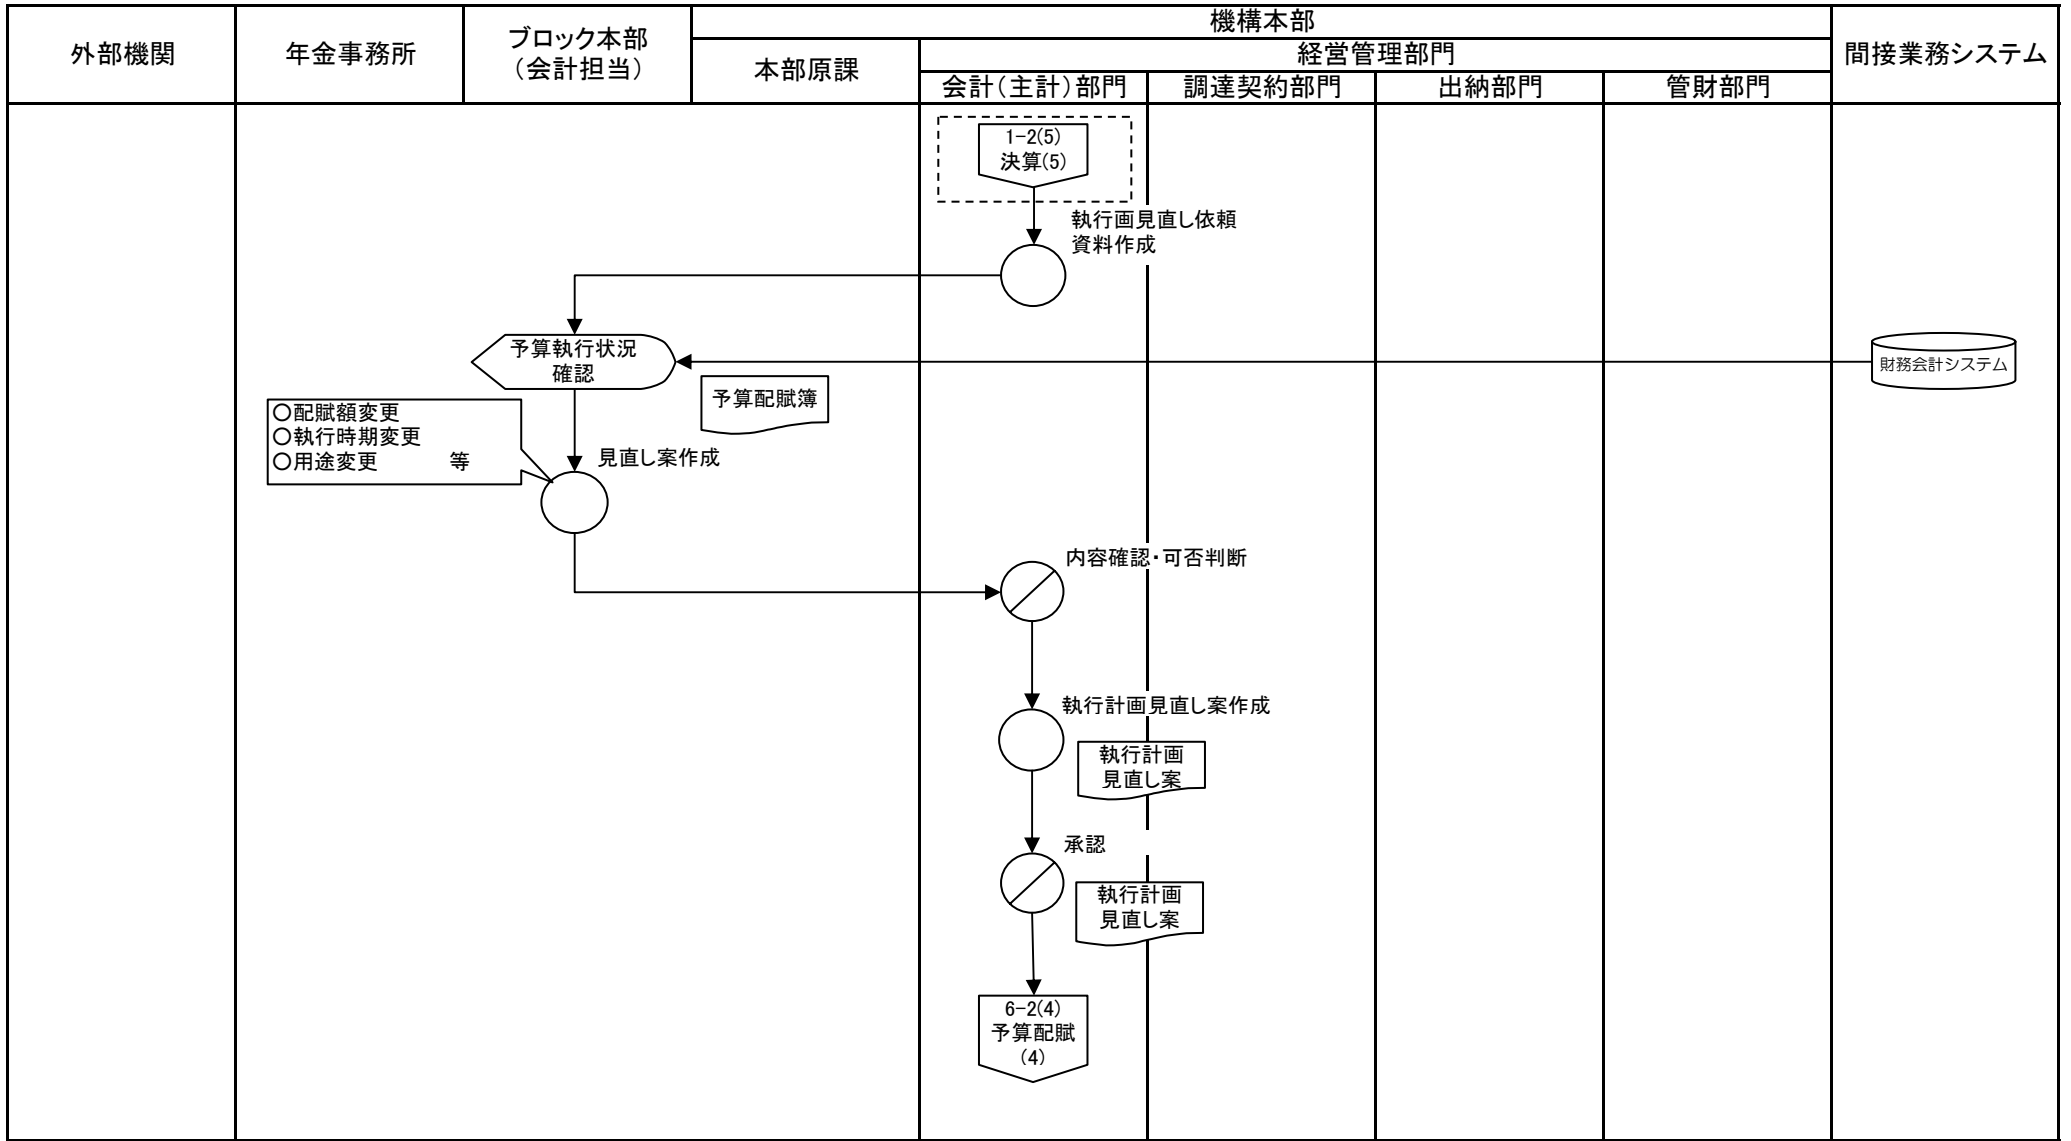 外部機関
年金事務所
ブロック本部
（会計担当）
機構本部
本部原課
経営管理部門
会計（主計）部門
調達契約部門
出納部門
管財部門
間接業務システム
1-2(5)
決算(5)
執行画見直し依頼
資料作成
予算執行状況
確認
財務会計システム
予算配賦簿
○配賦額変更
○執行時期変更
○用途変更　　　等
見直し案作成
内容確認・可否判断
執行計画見直し案作成
執行計画
見直し案
承認
執行計画
見直し案
6-2(4)
予算配賦
(4)